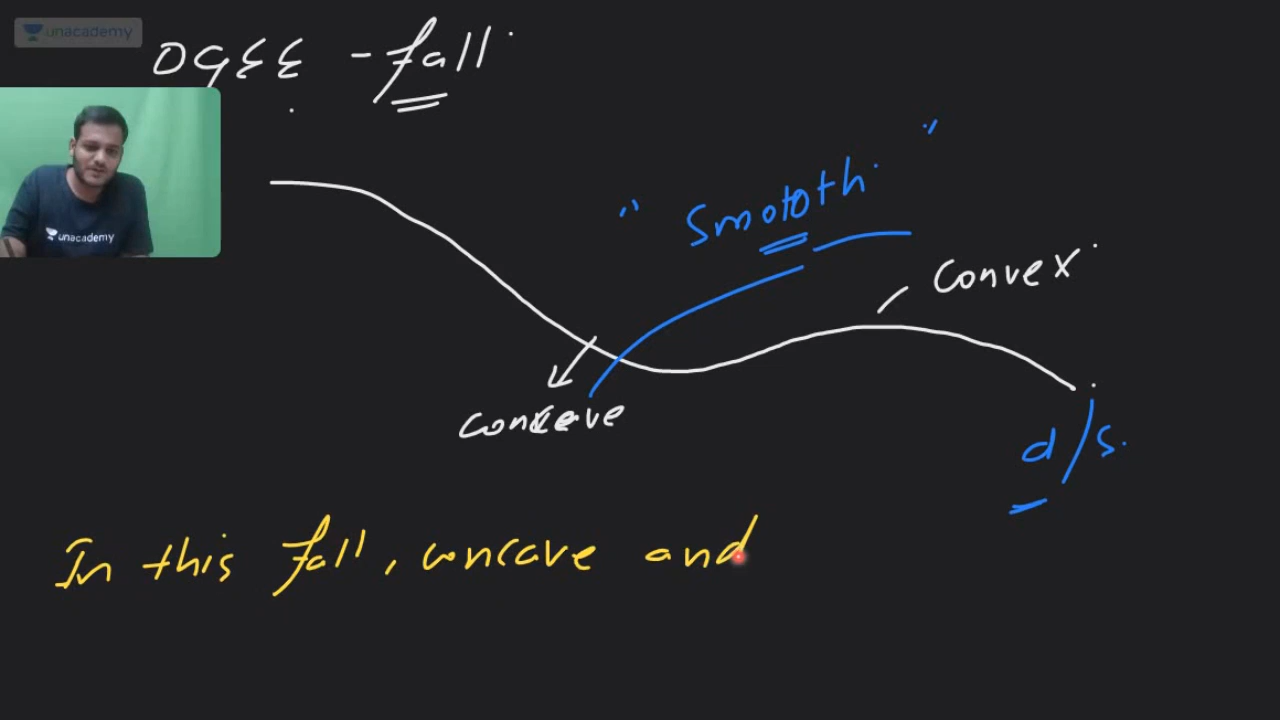 unacademy
OGEE - fall
unacademy
" Smooth "
Convex
Concave
d/s.
In this fall, concave and